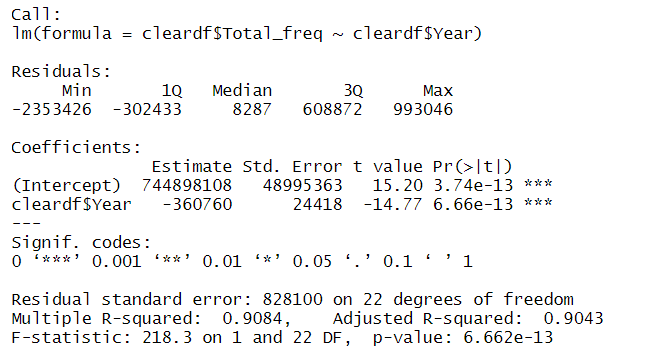 Call:
lm(formula = cleardf$Total_freq ~ cleardf$Year)
Residuals:
     Min       1Q   Median       3Q      Max
-2353426  -302433     8287   608872   993046
Coefficients:
              Estimate Std. Error t value Pr(>|t|)
(Intercept)  744898108   48995363   15.20 3.74e-13 ***
cleardf$Year   -360760      24418  -14.77 6.66e-13 ***
---
Signif. codes:
0 ‘***’ 0.001 ‘**’ 0.01 ‘*’ 0.05 ‘.’ 0.1 ‘ ’ 1
Residual standard error: 828100 on 22 degrees of freedom
Multiple R-squared:  0.9084,    Adjusted R-squared:  0.9043
F-statistic: 218.3 on 1 and 22 DF,  p-value: 6.662e-13